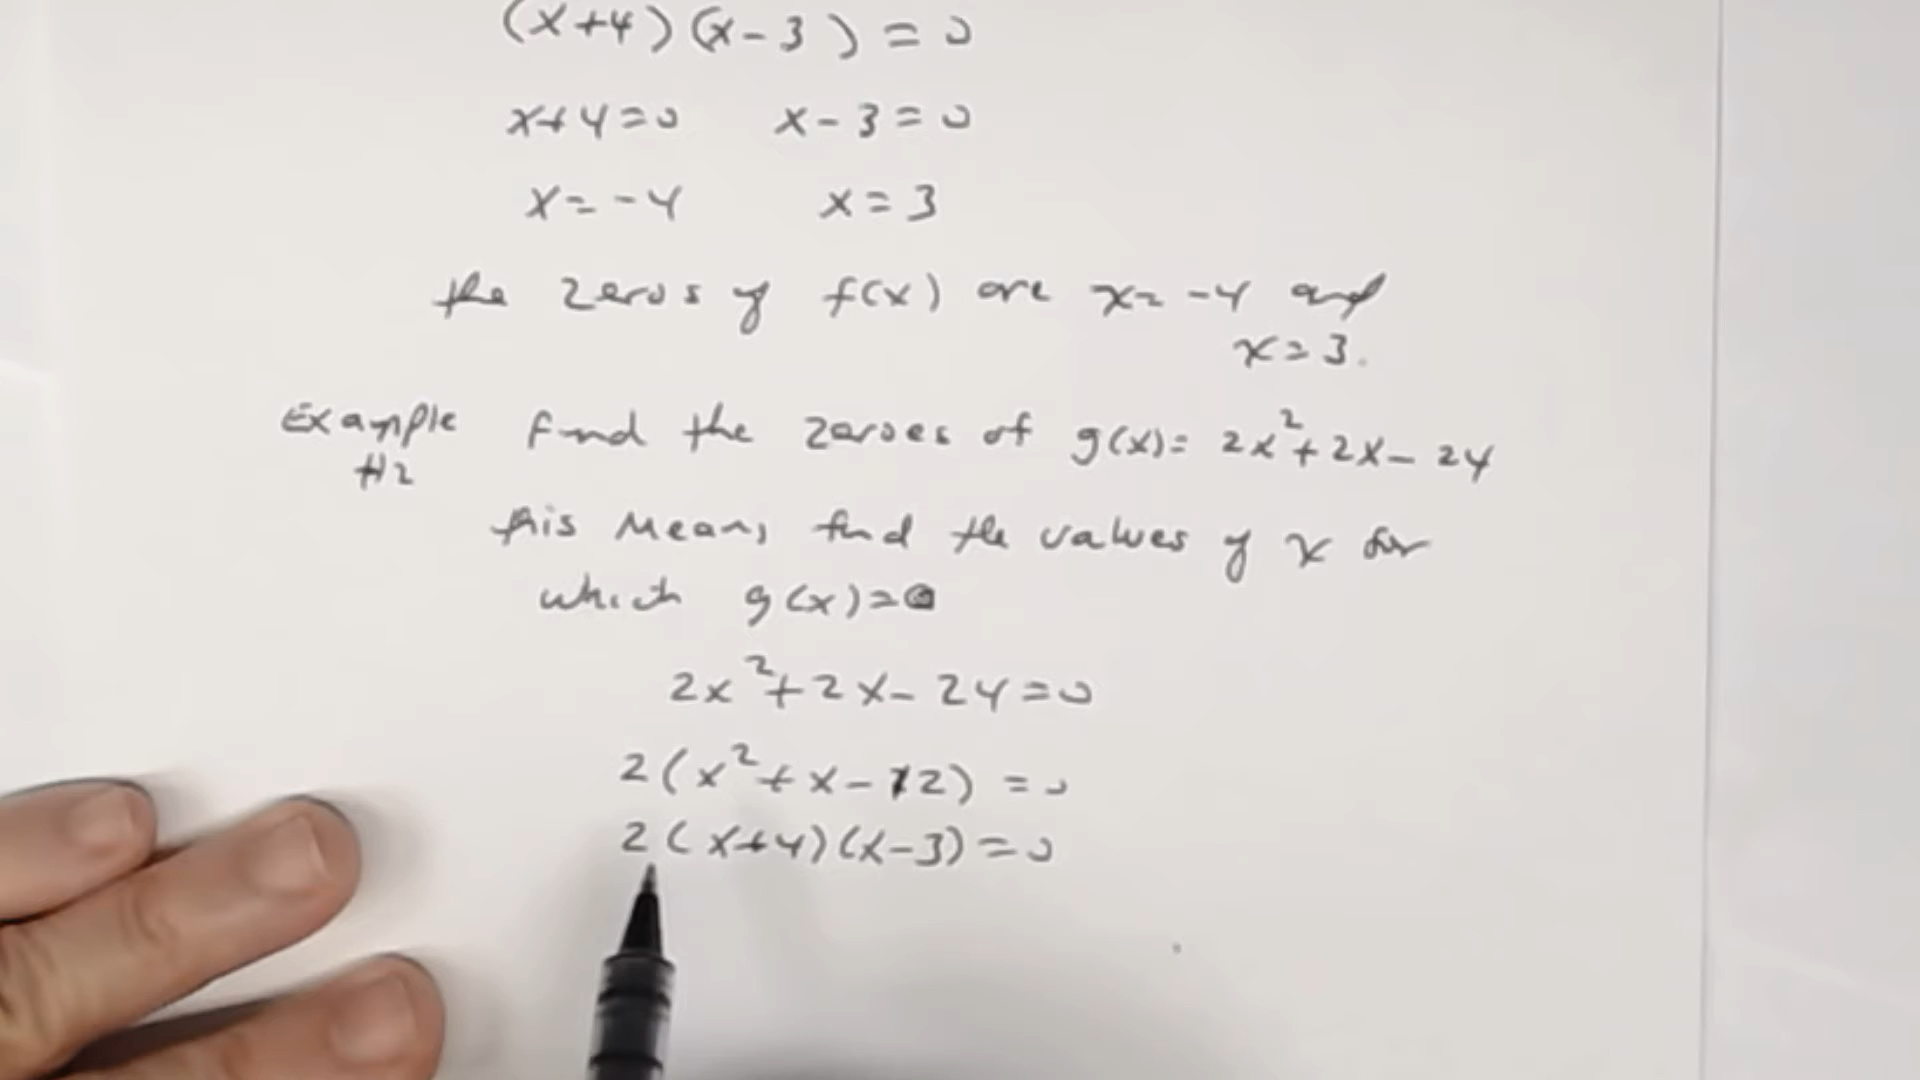 (x+4)(x-3)=0
x+4=0 x-3=0
x=-4 x=3
the zeros of f(x) are x=-4 and
x=3.
Example find the zeroes of g(x)= 2x²+2x-24
#2
this means find the values of x for
which g(x)=0
2x²+2x-24=0
2(x²+x-12)=0
2(x+4)(x-3)=0